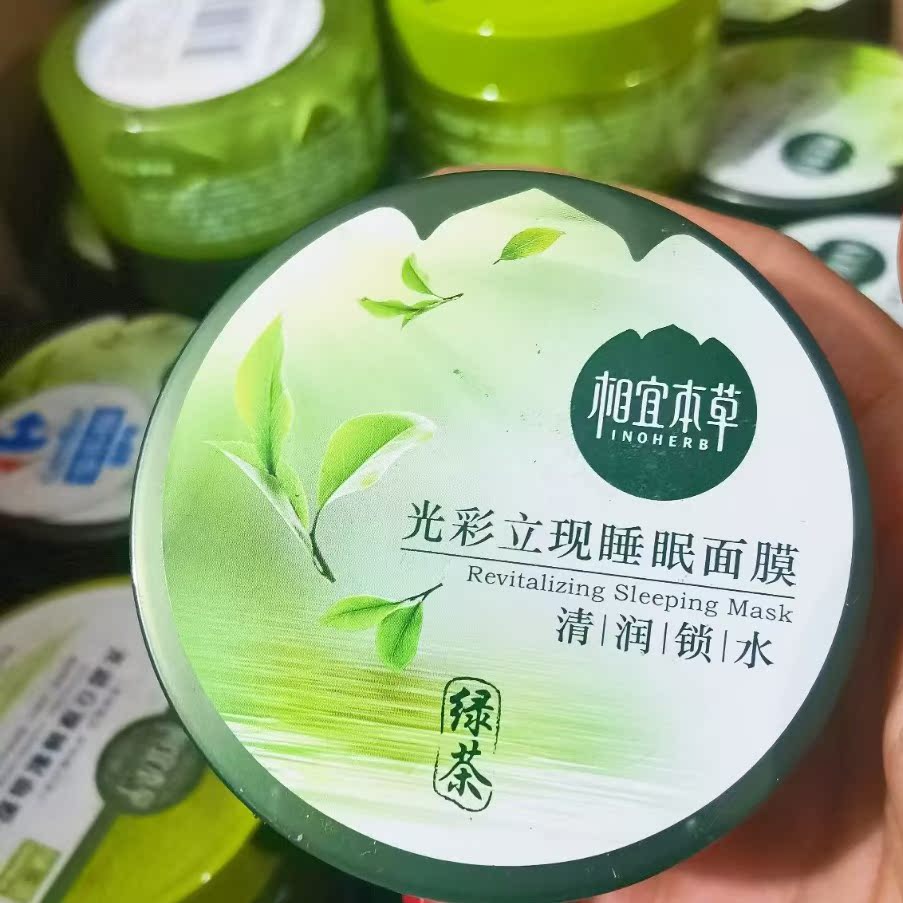 相宜本草
INOHERB
光彩立现睡眠面膜
Revitalizing Sleeping Mask
清|润|锁|水
绿茶